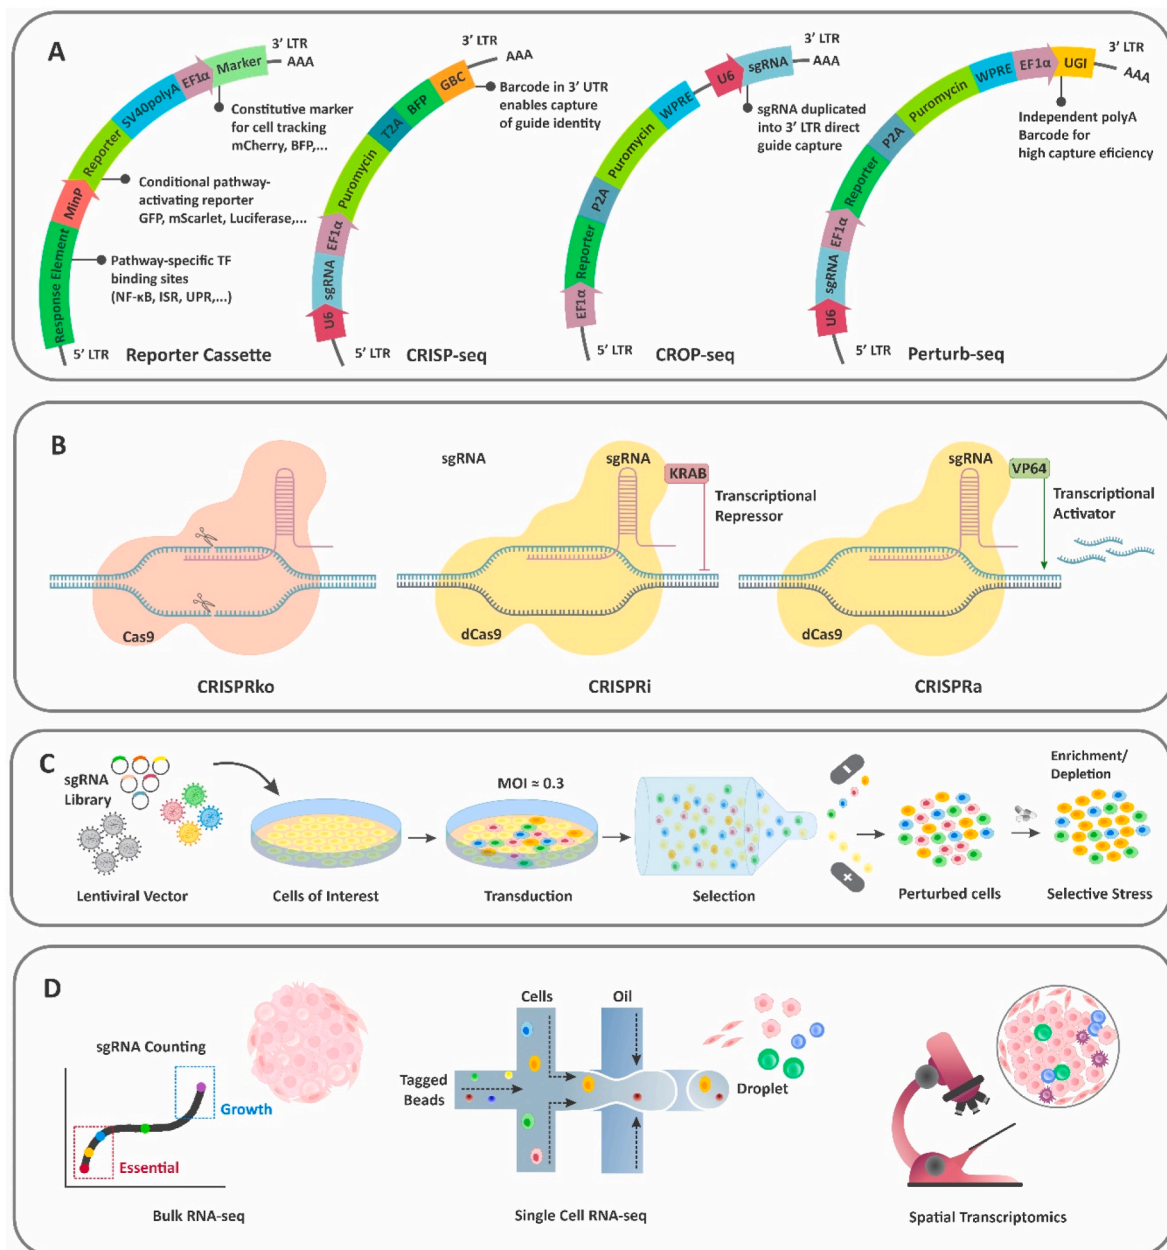 A
Response Element
MinP
Reporter
SV40polyA
EF1α
Marker
3' LTR
AAA
Constitutive marker
for cell tracking
mCherry, BFP,...
Conditional pathway-
activating reporter
GFP, mScarlet, Luciferase,...
Pathway-specific TF
binding sites
(NF-κB, ISR, UPR,...)
5' LTR
Reporter Cassette
U6
sgRNA
EF1α
Puromycin
T2A
BFP
GBC
3' LTR
AAA
Barcode in 3' UTR
enables capture
of guide identity
5' LTR
CRISP-seq
EF1α
Reporter
P2A
Puromycin
WPRE
U6
sgRNA
3' LTR
AAA
sgRNA duplicated
into 3' LTR direct
guide capture
5' LTR
CROP-seq
U6
sgRNA
EF1α
Reporter
P2A
Puromycin
WPRE
EF1α
UGI
3' LTR
AAA
Independent polyA
Barcode for
high capture eficiency
5' LTR
Perturb-seq
B
Cas9
CRISPRko
sgRNA
sgRNA
KRAB
Transcriptional
Repressor
dCas9
CRISPRi
sgRNA
VP64
Transcriptional
Activator
dCas9
CRISPRa
C
sgRNA
Library
Lentiviral Vector
Cells of Interest
MOI ≈ 0.3
Transduction
Selection
-
+
Perturbed cells
Enrichment/
Depletion
Selective Stress
D
sgRNA Counting
Growth
Essential
Bulk RNA-seq
Cells
Oil
Tagged
Beads
Droplet
Single Cell RNA-seq
Spatial Transcriptomics